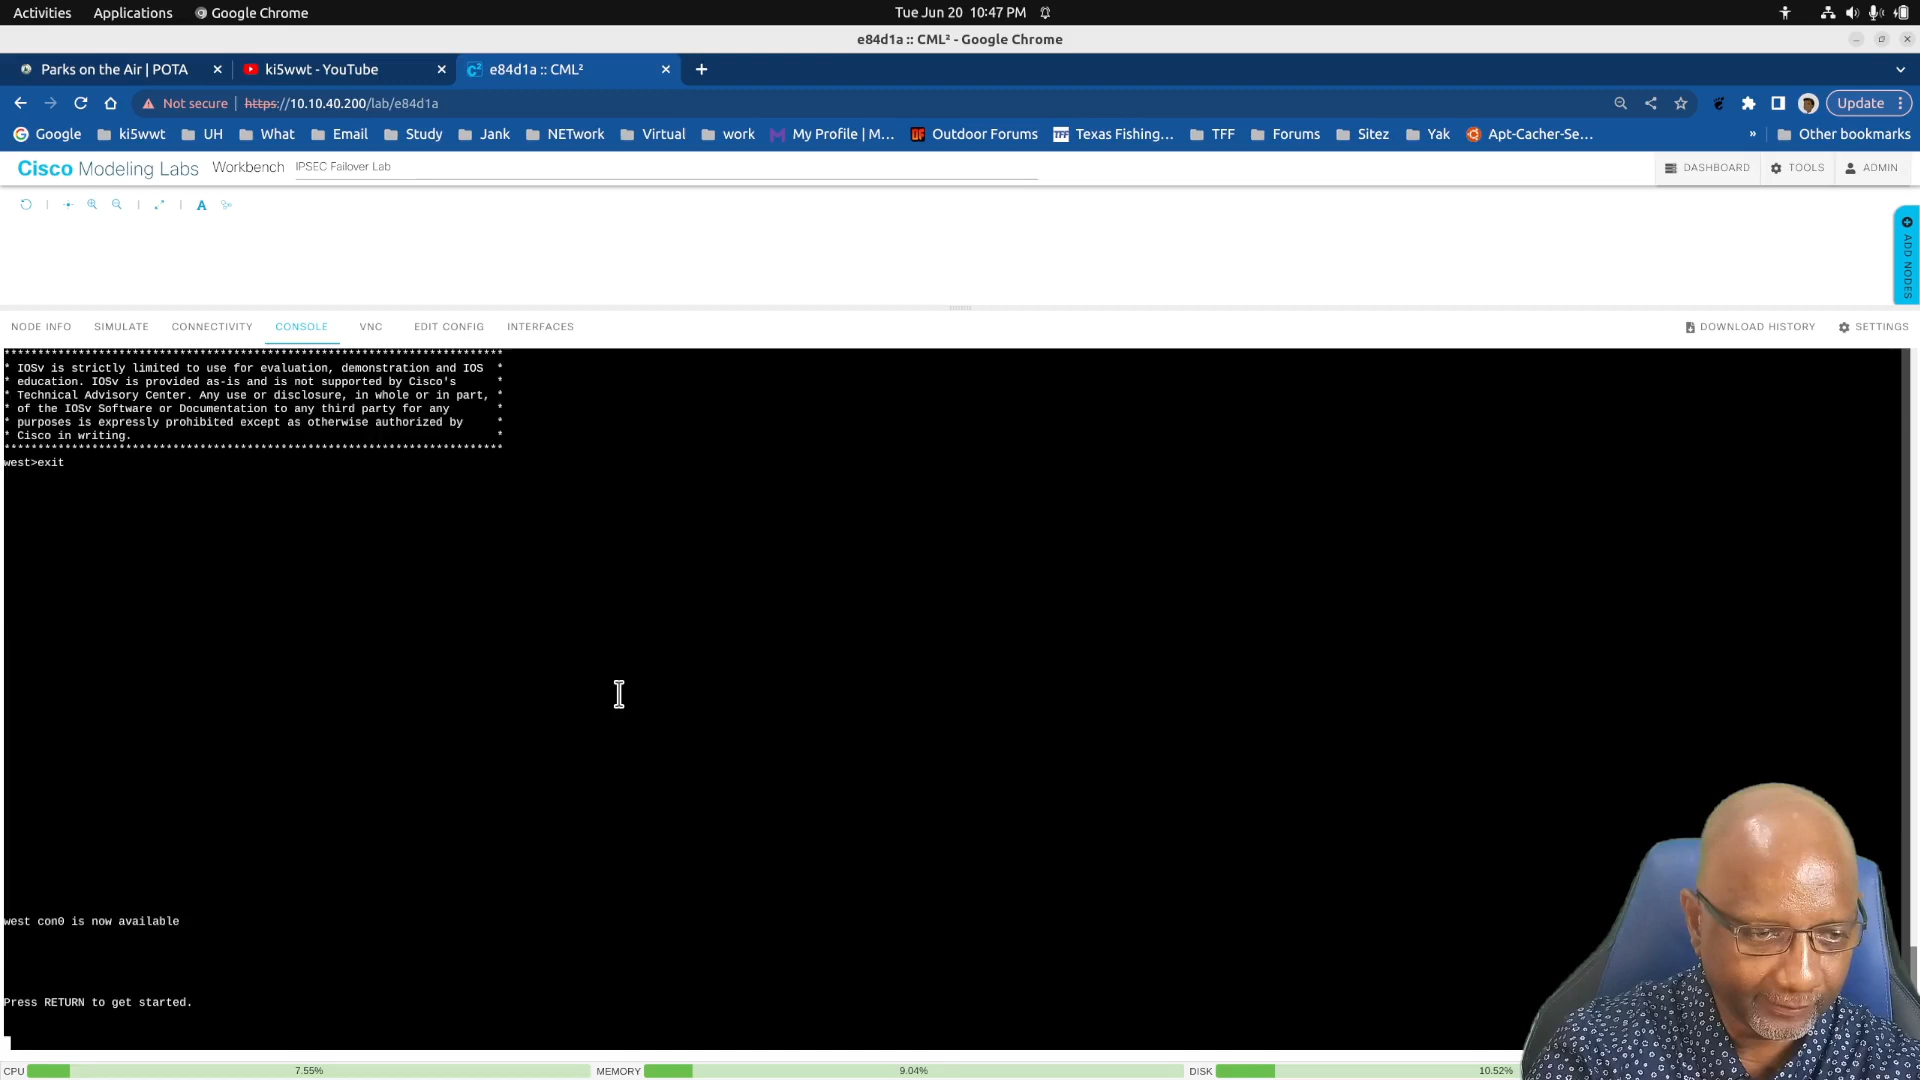 Activities Applications Google Chrome Tue Jun 20 10:47 PM
e84d1a :: CML² - Google Chrome
Parks on the Air | POTA ki5wwt - YouTube e84d1a :: CML²
Not secure https://10.10.40.200/lab/e84d1a Update
Google ki5wwt UH What Email Study Jank NETwork Virtual work My Profile | M... Outdoor Forums Texas Fishing... TFF Forums Sitez Yak Apt-Cacher-Se... » Other bookmarks
Cisco Modeling Labs Workbench IPSEC Failover Lab DASHBOARD TOOLS ADMIN
A
ADD NODES
NODE INFO SIMULATE CONNECTIVITY CONSOLE VNC EDIT CONFIG INTERFACES DOWNLOAD HISTORY SETTINGS
**************************************************************************
* IOSv is strictly limited to use for evaluation, demonstration and IOS *
* education. IOSv is provided as-is and is not supported by Cisco's *
* Technical Advisory Center. Any use or disclosure, in whole or in part, *
* of the IOSv Software or Documentation to any third party for any *
* purposes is expressly prohibited except as otherwise authorized by *
* Cisco in writing. *
**************************************************************************
west>exit
west con0 is now available
Press RETURN to get started.
CPU 7.55% MEMORY 9.04% DISK 10.52%